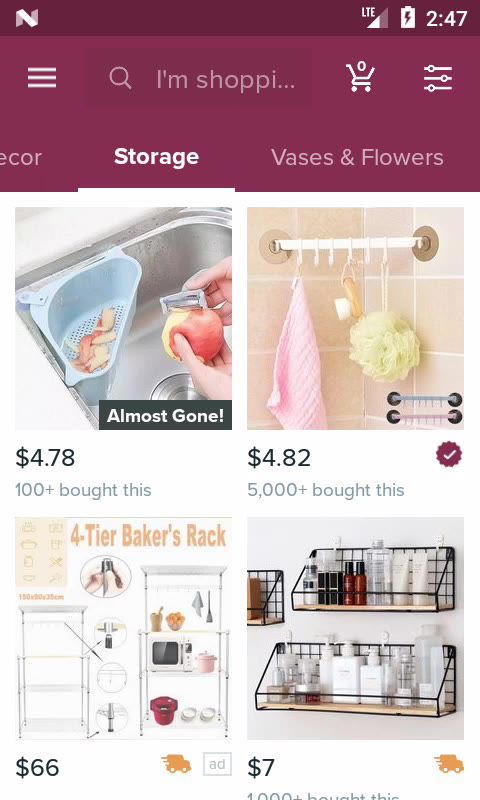 LTE 2:47
I'm shoppi... 0
ecor Storage Vases & Flowers
Almost Gone!
$4.78 $4.82
100+ bought this 5,000+ bought this
4-Tier Baker's Rack
150x90x35cm
$66 ad $7
1,000+ bought this